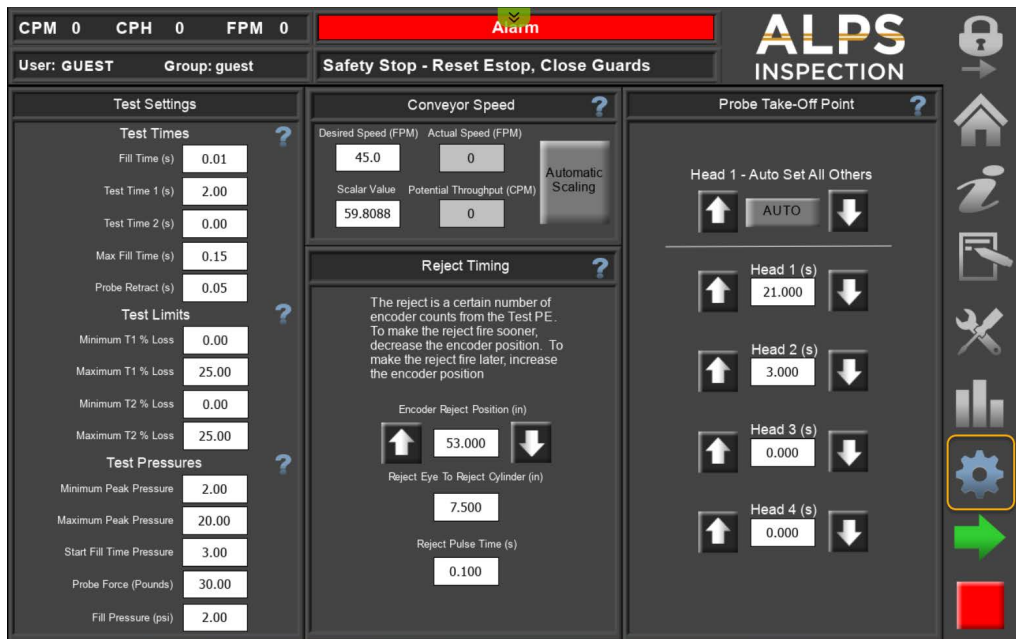 CPM 0 CPH 0 FPM 0
Alarm
ALPS
INSPECTION
User: GUEST Group: guest
Safety Stop - Reset Estop, Close Guards
Test Settings
Test Times ?
Fill Time (s) 0.01
Test Time 1 (s) 2.00
Test Time 2 (s) 0.00
Max Fill Time (s) 0.15
Probe Retract (s) 0.05
Test Limits ?
Minimum T1 % Loss 0.00
Maximum T1 % Loss 25.00
Minimum T2 % Loss 0.00
Maximum T2 % Loss 25.00
Test Pressures ?
Minimum Peak Pressure 2.00
Maximum Peak Pressure 20.00
Start Fill Time Pressure 3.00
Probe Force (Pounds) 30.00
Fill Pressure (psi) 2.00
Conveyor Speed ?
Desired Speed (FPM) Actual Speed (FPM)
45.0 0
Scalar Value Potential Throughput (CPM)
59.8088 0
Automatic
Scaling
Reject Timing ?
The reject is a certain number of
encoder counts from the Test PE.
To make the reject fire sooner,
decrease the encoder position. To
make the reject fire later, increase
the encoder position
Encoder Reject Position (in)
53.000
Reject Eye To Reject Cylinder (in)
7.500
Reject Pulse Time (s)
0.100
Probe Take-Off Point ?
Head 1 - Auto Set All Others
AUTO
Head 1 (s)
21.000
Head 2 (s)
3.000
Head 3 (s)
0.000
Head 4 (s)
0.000